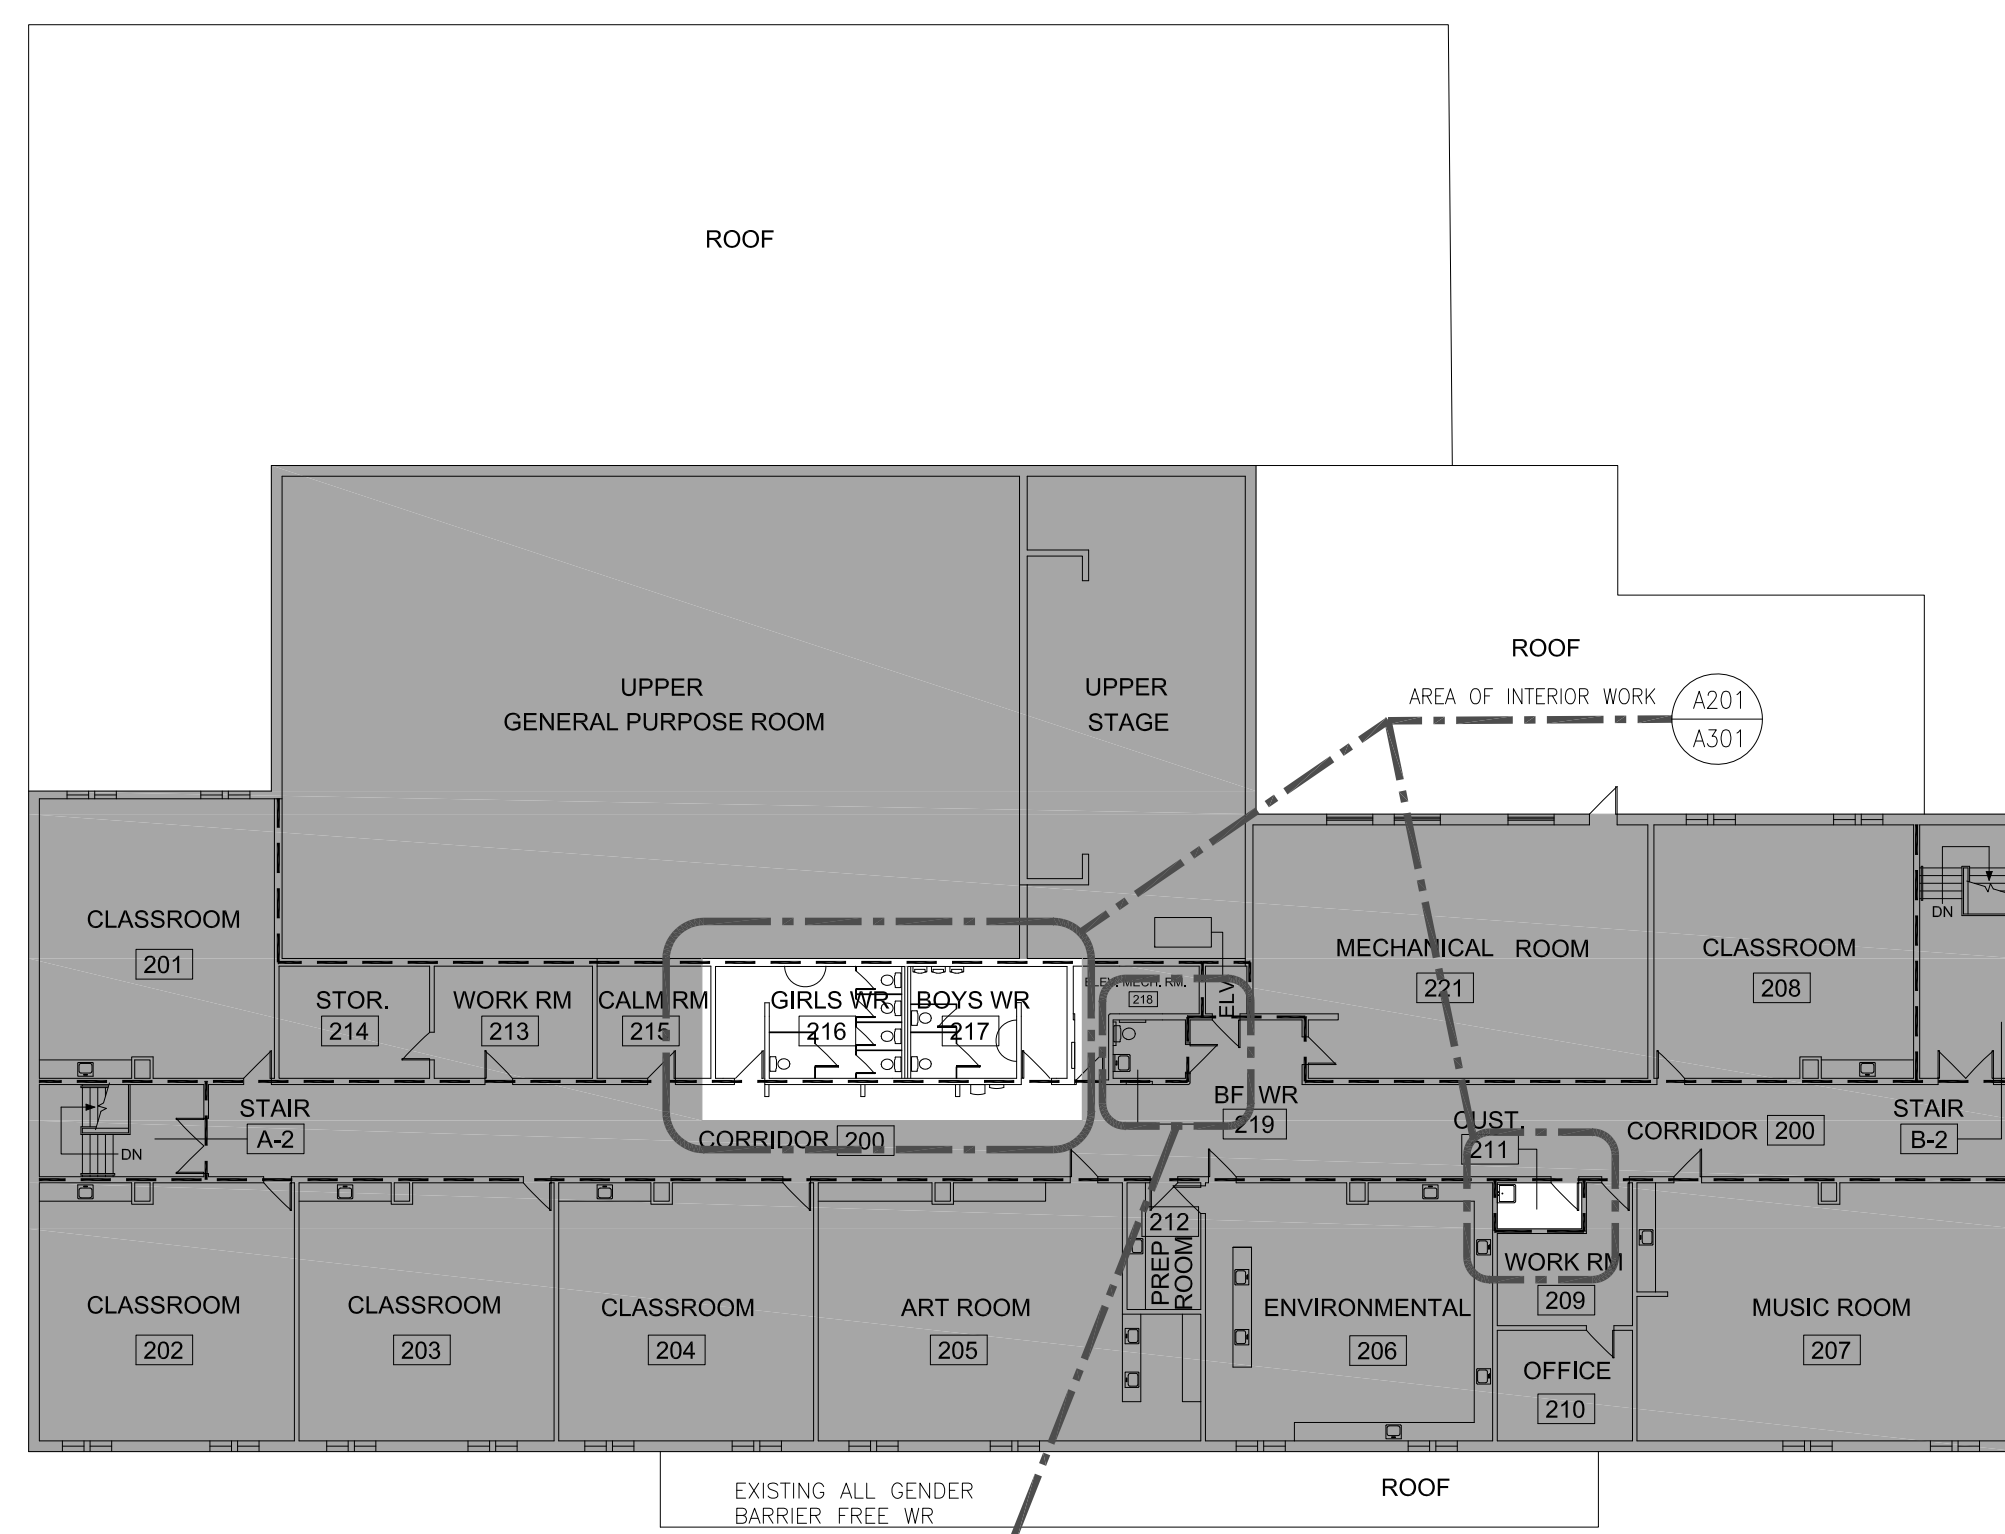 ROOF
ROOF
AREA OF INTERIOR WORK
A201
A301
UPPER
GENERAL PURPOSE ROOM
UPPER
STAGE
CLASSROOM
201
STOR.
214
WORK RM
213
CALM RM
215
GIRLS WR
216
BOYS WR
217
ELEV. MECH. RM.
218
ELV
MECHANICAL ROOM
221
CLASSROOM
208
DN
STAIR
A-2
DN
CORRIDOR 200
BF WR
219
CUST.
211
CORRIDOR 200
STAIR
B-2
CLASSROOM
202
CLASSROOM
203
CLASSROOM
204
ART ROOM
205
212
PREP
ROOM
ENVIRONMENTAL
206
WORK RM
209
OFFICE
210
MUSIC ROOM
207
EXISTING ALL GENDER
BARRIER FREE WR
ROOF